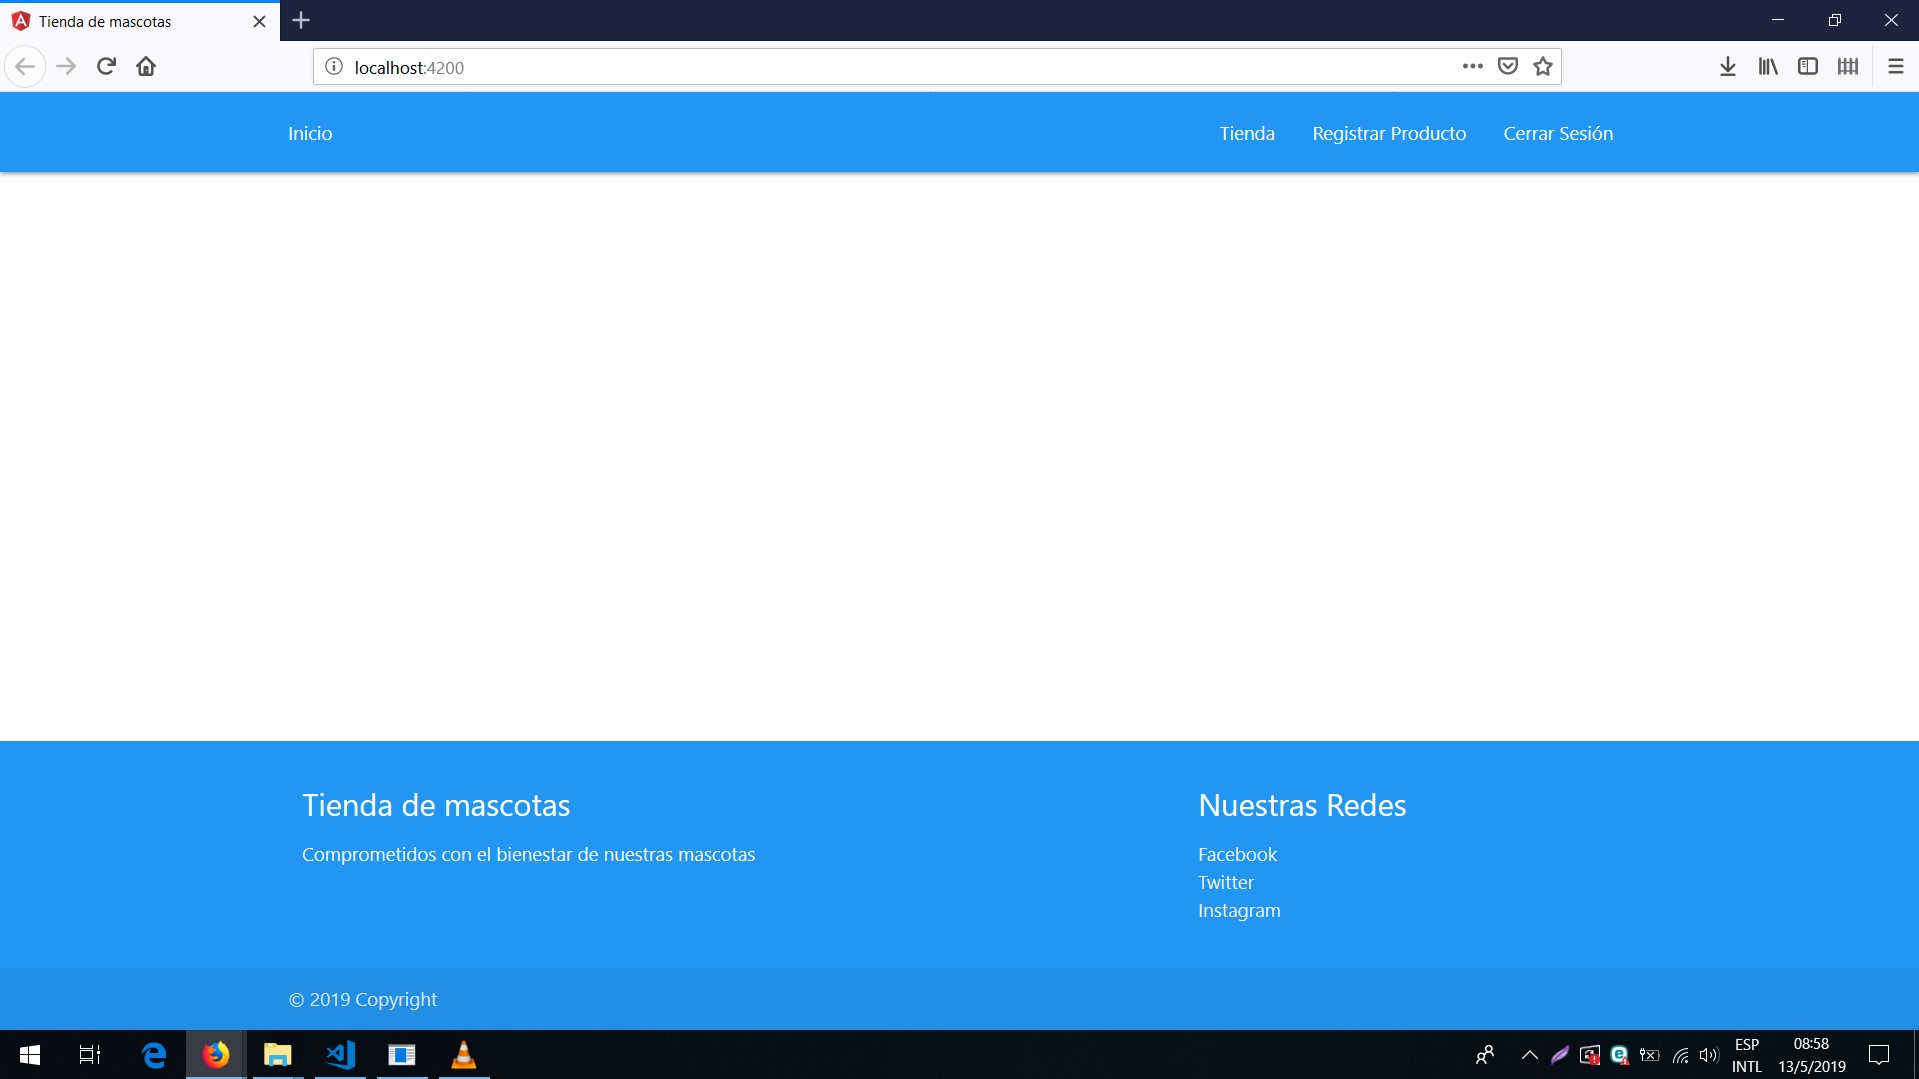 Tienda de mascotas
localhost:4200
Inicio
Tienda
Registrar Producto
Cerrar Sesión
Tienda de mascotas
Comprometidos con el bienestar de nuestras mascotas
Nuestras Redes
Facebook
Twitter
Instagram
© 2019 Copyright
ESP
INTL
08:58
13/5/2019